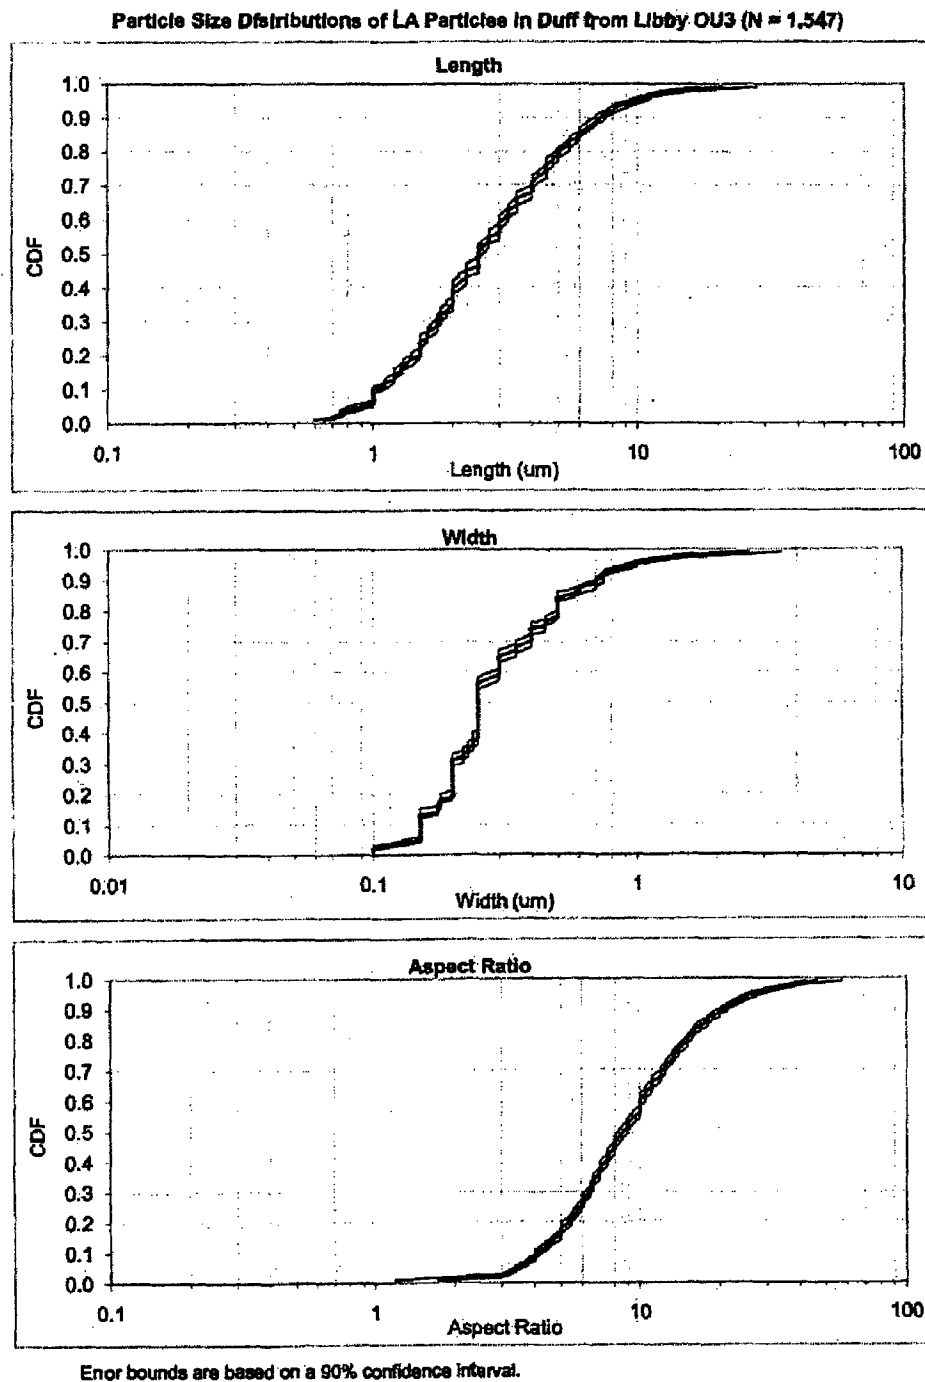 Particle Size Distributions of LA Particles in Duff from Libby OU3 (N = 1,547)
Length
1.0
0.9
0.8
0.7
0.6
0.5
0.4
0.3
0.2
0.1
0.0
CDF
0.1 1 10 100
Length (um)
Width
1.0
0.9
0.8
0.7
0.6
0.5
0.4
0.3
0.2
0.1
0.0
CDF
0.01 0.1 1 10
Width (um)
Aspect Ratio
1.0
0.9
0.8
0.7
0.6
0.5
0.4
0.3
0.2
0.1
0.0
CDF
0.1 1 10 100
Aspect Ratio
Error bounds are based on a 90% confidence interval.